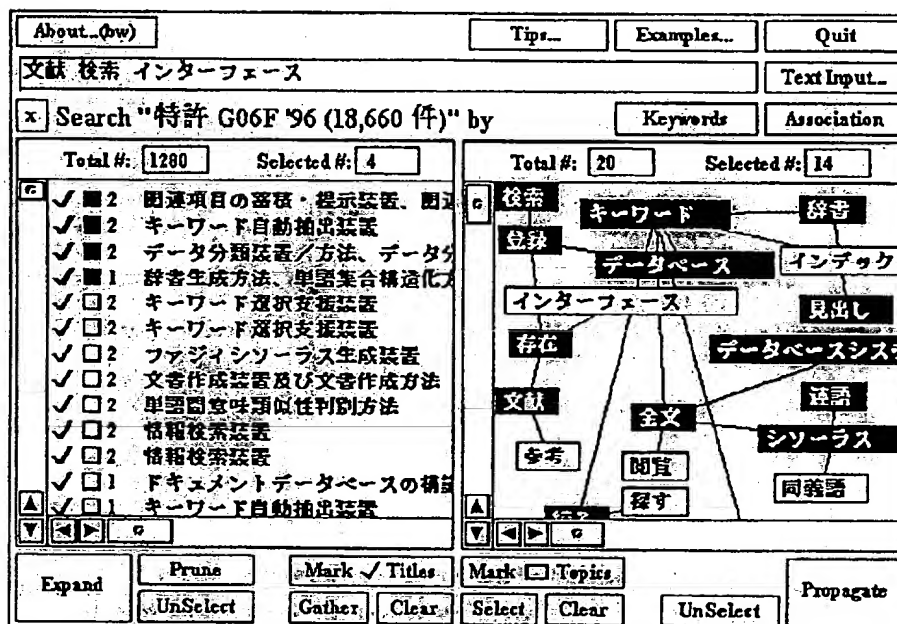 About...(bw) Tips... Examples... Quit
文献 検索 インターフェース Text Input...
x Search "特許 G06F '96 (18,660 件)" by Keywords Association
Total #: 1280 Selected #: 4
2 関連項目の蓄積・提示装置、関連
2 キーワード自動抽出装置
2 データ分類装置/方法、データ分
1 辞書生成方法、単語集合構造化方
2 キーワード選択支援装置
2 キーワード選択支援装置
2 ファジィシソーラス生成装置
2 文書作成装置及び文書作成方法
2 単語間意味類似性判別方法
2 情報検索装置
2 情報検索装置
1 ドキュメントデータベースの構築
1 キーワード自動抽出装置
Total #: 20 Selected #: 14
検索 キーワード 辞書
登録 データベース インデック
インターフェース 見出し
存在 データベースシステ
文献 全文 連語
シソーラス
参考 閲覧
探す 同義語
Expand Prune Mark ✓ Titles Mark Topics Propagate
UnSelect Gather Clear Select Clear UnSelect